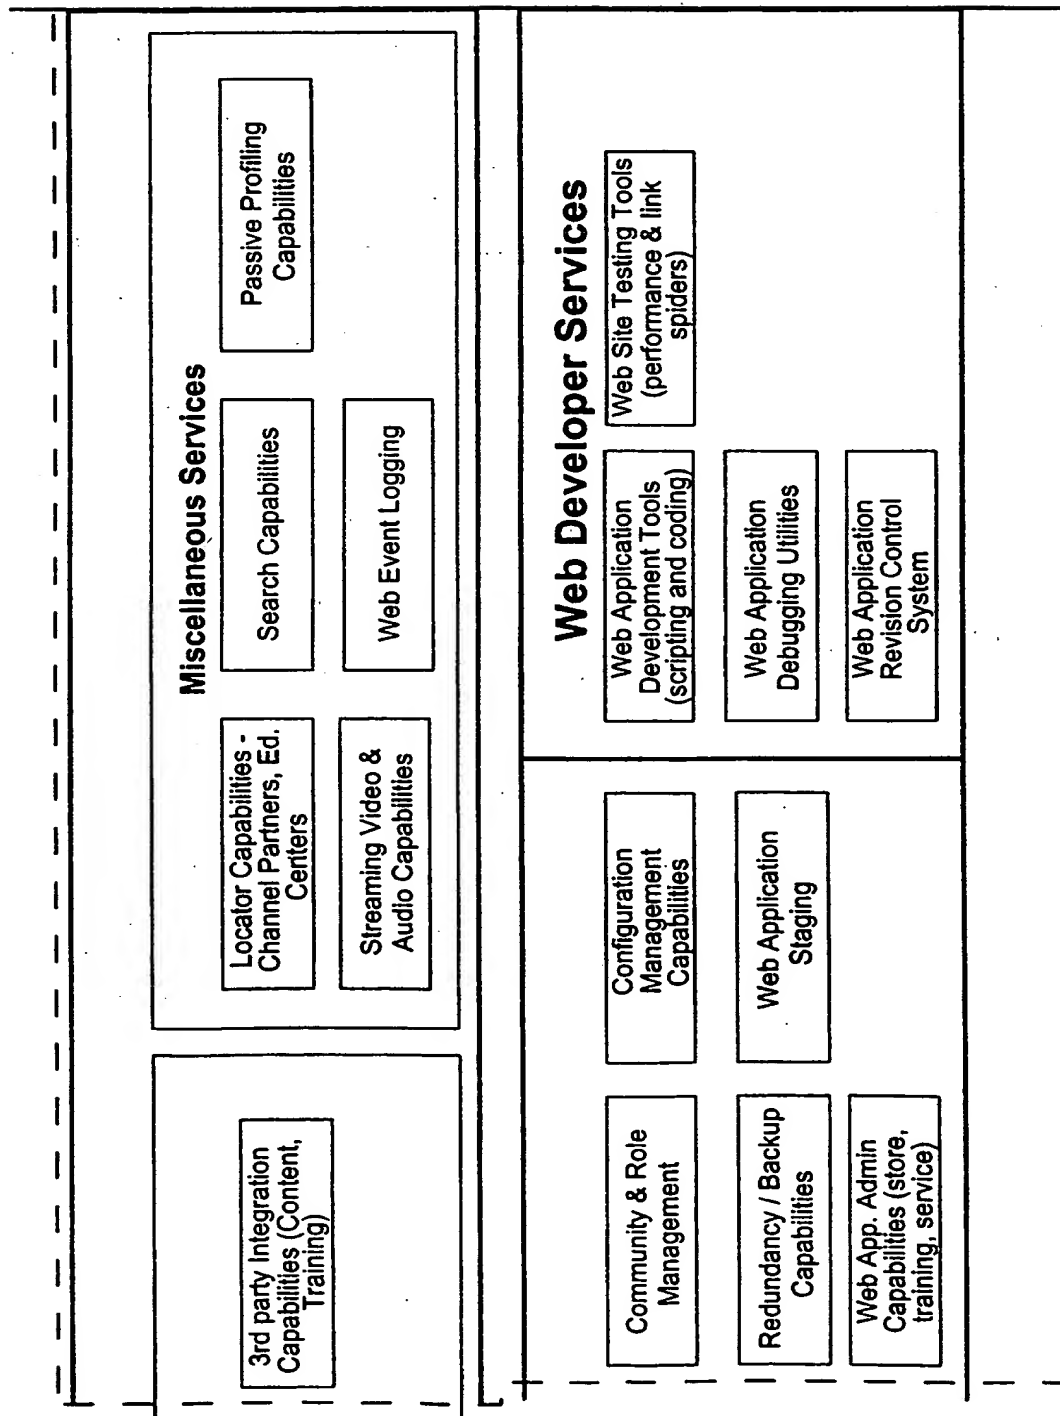 3rd party Integration
Capabilities (Content,
Training)
Miscellaneous Services
Locator Capabilities -
Channel Partners, Ed.
Centers
Search Capabilities
Passive Profiling
Capabilities
Streaming Video &
Audio Capabilities
Web Event Logging
Community & Role
Management
Configuration
Management
Capabilities
Redundancy / Backup
Capabilities
Web Application
Staging
Web App. Admin
Capabilities (store,
training, service)
Web Developer Services
Web Application
Development Tools
(scripting and coding)
Web Site Testing Tools
(performance & link
spiders)
Web Application
Debugging Utilities
Web Application
Revision Control
System